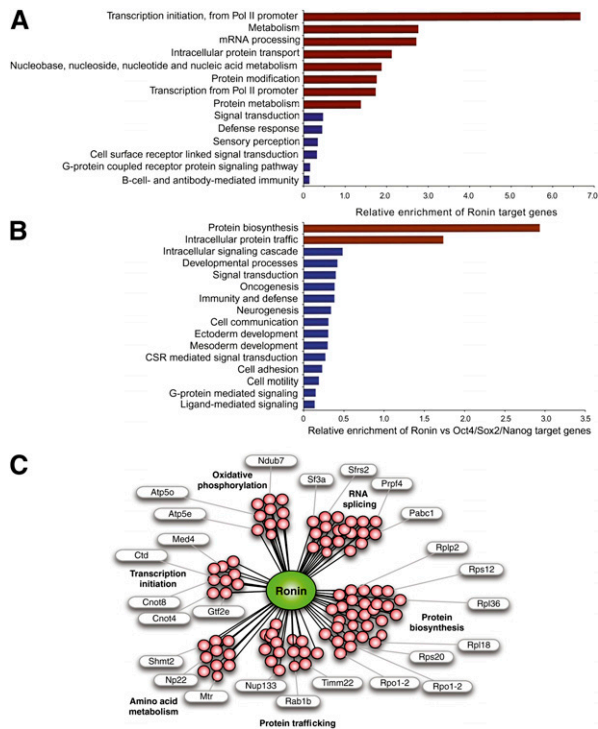 A
Transcription initiation, from Pol II promoter
Metabolism
mRNA processing
Intracellular protein transport
Nucleobase, nucleoside, nucleotide and nucleic acid metabolism
Protein modification
Transcription from Pol II promoter
Protein metabolism
Signal transduction
Defense response
Sensory perception
Cell surface receptor linked signal transduction
G-protein coupled receptor protein signaling pathway
B-cell- and antibody-mediated immunity
0 1.0 2.0 3.0 4.0 5.0 6.0 7.0
Relative enrichment of Ronin target genes
B
Protein biosynthesis
Intracellular protein traffic
Intracellular signaling cascade
Developmental processes
Signal transduction
Oncogenesis
Immunity and defense
Neurogenesis
Cell communication
Ectoderm development
Mesoderm development
CSR mediated signal transduction
Cell adhesion
Cell motility
G-protein mediated signaling
Ligand-mediated signaling
0 0.5 1.0 1.5 2.0 2.5 3.0 3.5
Relative enrichment of Ronin vs Oct4/Sox2/Nanog target genes
C
Ndub7
Oxidative
phosphorylation
Atp5o
Atp5e
Sf3a
Sfrs2
Prpf4
RNA
splicing
Pabc1
Med4
Ctd
Transcription
initiation
Cnot8
Cnot4
Gtf2e
Ronin
Rplp2
Rps12
Rpl36
Protein
biosynthesis
Rpl18
Rps20
Rpo1-2
Rpo1-2
Shmt2
Np22
Mtr
Amino acid
metabolism
Nup133
Rab1b
Timm22
Protein trafficking